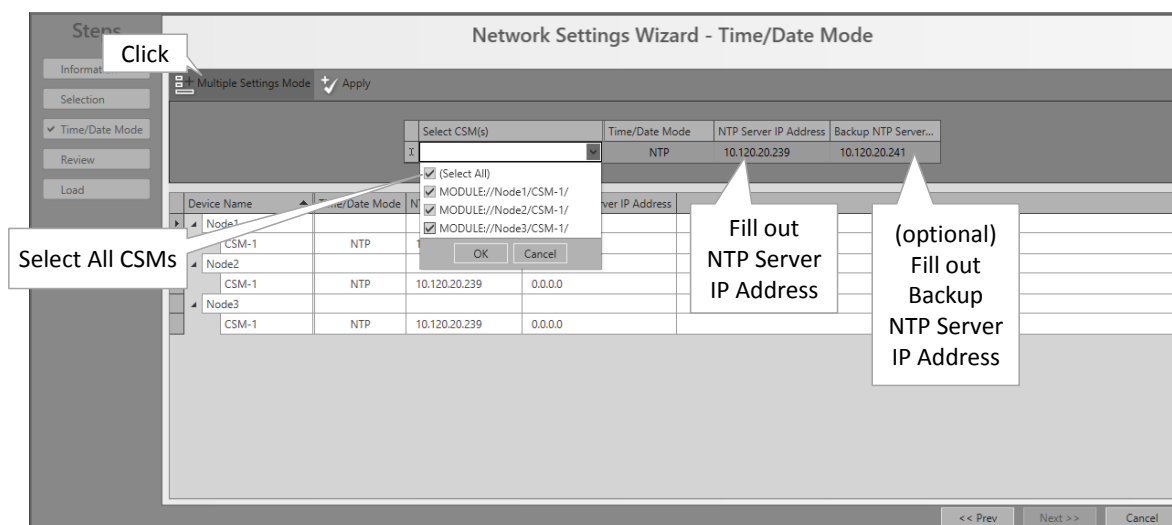 Steps
Network Settings Wizard - Time/Date Mode
Click
Multiple Settings Mode
Apply
Selection
Time/Date Mode
Review
Load
Select CSM(s) Time/Date Mode NTP Server IP Address Backup NTP Server...
NTP 10.120.20.239 10.120.20.241
(Select All)
MODULE://Node1/CSM-1/
MODULE://Node2/CSM-1/
MODULE://Node3/CSM-1/
OK Cancel
Device Name Time/Date Mode IP Address
Node1
CSM-1 NTP
Node2
CSM-1 NTP 10.120.20.239 0.0.0.0
Node3
CSM-1 NTP 10.120.20.239 0.0.0.0
Select All CSMs
Fill out
NTP Server
IP Address
(optional)
Fill out
Backup
NTP Server
IP Address
<< Prev Next >> Cancel